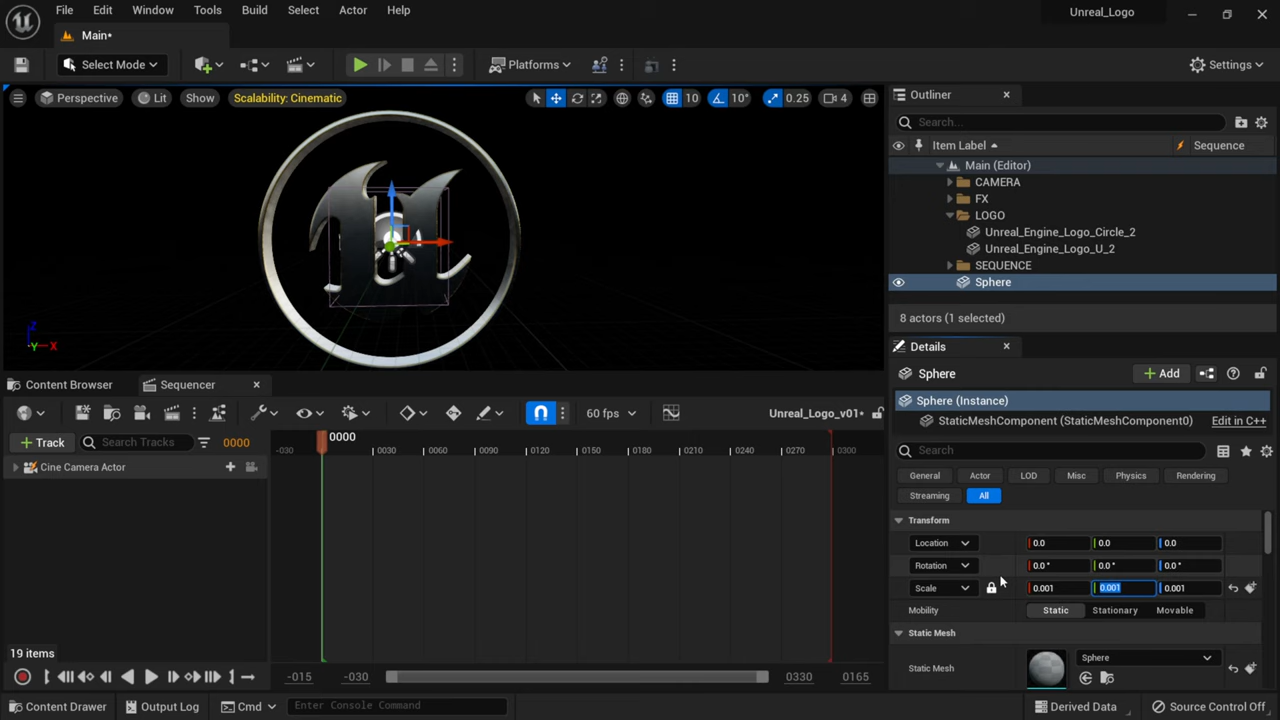 File Edit Window Tools Build Select Actor Help
Unreal_Logo
Main*
Select Mode
Platforms
Settings
Perspective Lit Show Scalability: Cinematic
10 10° 0.25 4
Outliner
Search...
Item Label Sequence
Main (Editor)
CAMERA
FX
LOGO
Unreal_Engine_Logo_Circle_2
Unreal_Engine_Logo_U_2
SEQUENCE
Sphere
8 actors (1 selected)
Z
Y X
Details
Sphere
Add
Sphere (Instance)
StaticMeshComponent (StaticMeshComponent0) Edit in C++
Search
General Actor LOD Misc Physics Rendering
Streaming All
Transform
Location 0.0 0.0 0.0
Rotation 0.0 ° 0.0 ° 0.0 °
Scale 0.001 0.001 0.001
Mobility Static Stationary Movable
Static Mesh
Static Mesh Sphere
Content Browser Sequencer
60 fps Unreal_Logo_v01*
+ Track Search Tracks 0000
0000
-030 0030 0060 0090 0120 0150 0180 0210 0240 0270 0300
Cine Camera Actor
19 items
-015 -030 0330 0165
Content Drawer Output Log Cmd Enter Console Command
Derived Data Source Control Off